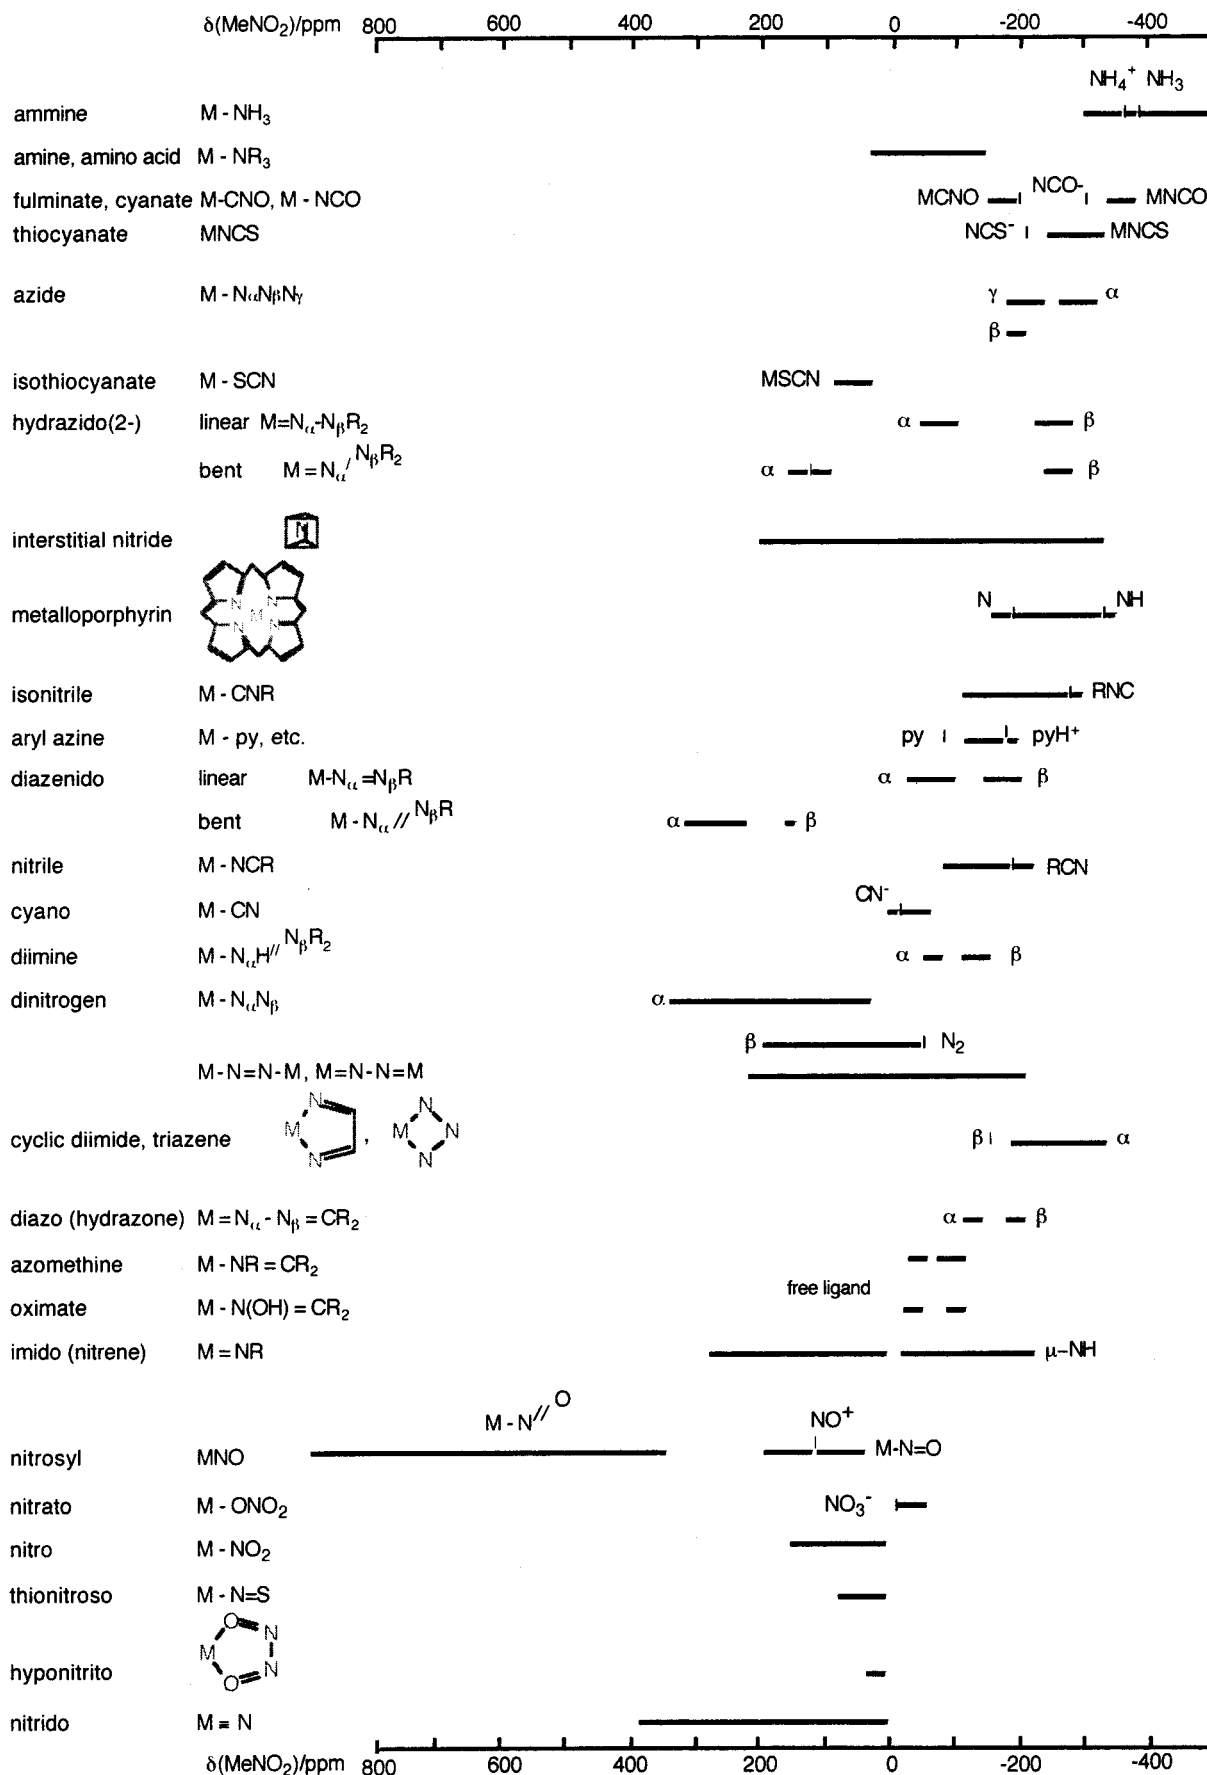 δ(MeNO₂)/ppm 800 600 400 200 0 -200 -400
NH₄⁺ NH₃
ammine M - NH₃
amine, amino acid M - NR₃
fulminate, cyanate M-CNO, M - NCO MCNO NCO- MNCO
thiocyanate MNCS NCS⁻ MNCS
azide M - NαNβNγ γ α
β
isothiocyanate M - SCN MSCN
hydrazido(2-) linear M=Nα-NβR₂ α β
bent M = Nα/NβR₂ α β
interstitial nitride N
metalloporphyrin N N M N N N NH
isonitrile M - CNR RNC
aryl azine M - py, etc. py pyH⁺
diazenido linear M-Nα=NβR α β
bent M - Nα//NβR α β
nitrile M - NCR RCN
cyano M - CN CN⁻
diimine M - NαH//NβR₂ α β
dinitrogen M - NαNβ α
β N₂
M - N=N - M, M=N - N=M
cyclic diimide, triazene M N N , M N N N β α
diazo (hydrazone) M = Nα - Nβ = CR₂ α β
azomethine M - NR = CR₂
free ligand
oximate M - N(OH) = CR₂
imido (nitrene) M = NR μ-NH
M - N//O NO⁺
nitrosyl MNO M-N=O
nitrato M - ONO₂ NO₃⁻
nitro M - NO₂
thionitroso M - N=S
hyponitrito M O N N O
nitrido M ≡ N
δ(MeNO₂)/ppm 800 600 400 200 0 -200 -400